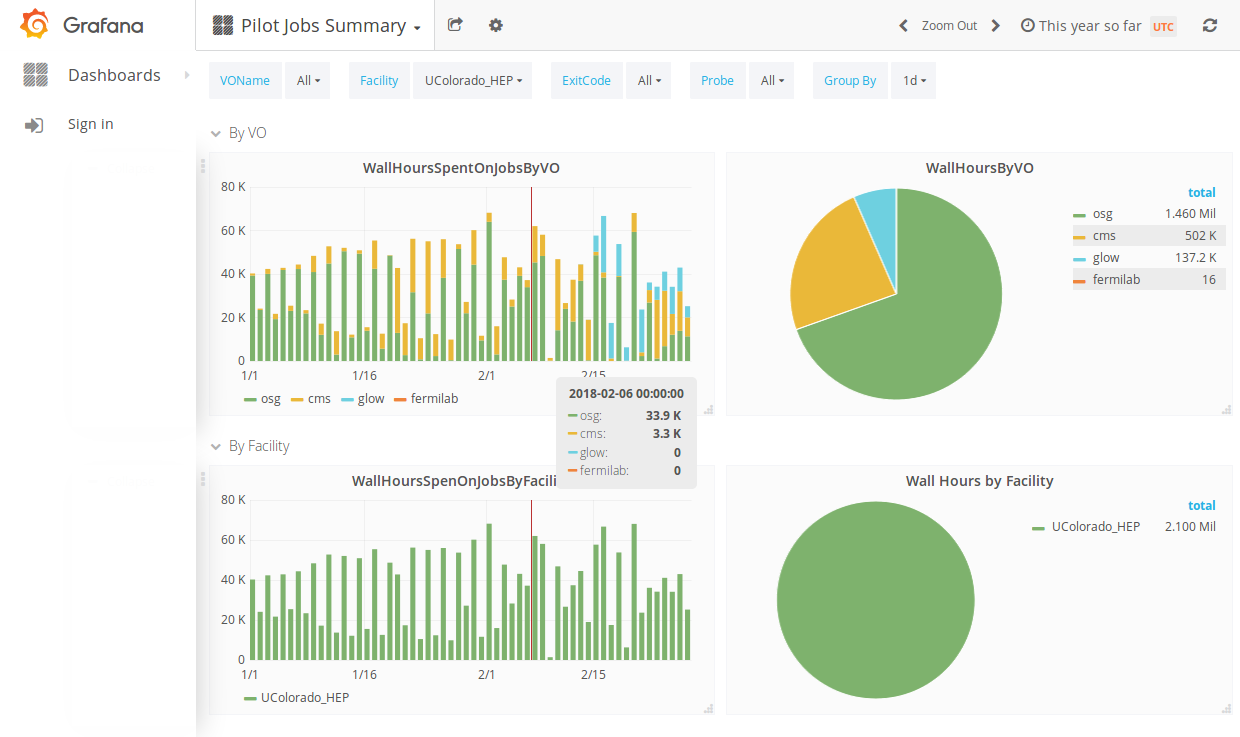 Grafana
Pilot Jobs Summary
Zoom Out
This year so far UTC
Dashboards
Sign in
VOName All Facility UColorado_HEP ExitCode All Probe All Group By 1d
By VO
WallHoursSpentOnJobsByVO
80 K
60 K
40 K
20 K
0
1/1 1/16 2/1 2/15
osg cms glow fermilab
WallHoursByVO
total
osg 1.460 Mil
cms 502 K
glow 137.2 K
fermilab 16
2018-02-06 00:00:00
osg: 33.9 K
cms: 3.3 K
glow: 0
fermilab: 0
By Facility
WallHoursSpenOnJobsByFacili
80 K
60 K
40 K
20 K
0
1/1 1/16 2/1 2/15
UColorado_HEP
Wall Hours by Facility
total
UColorado_HEP 2.100 Mil